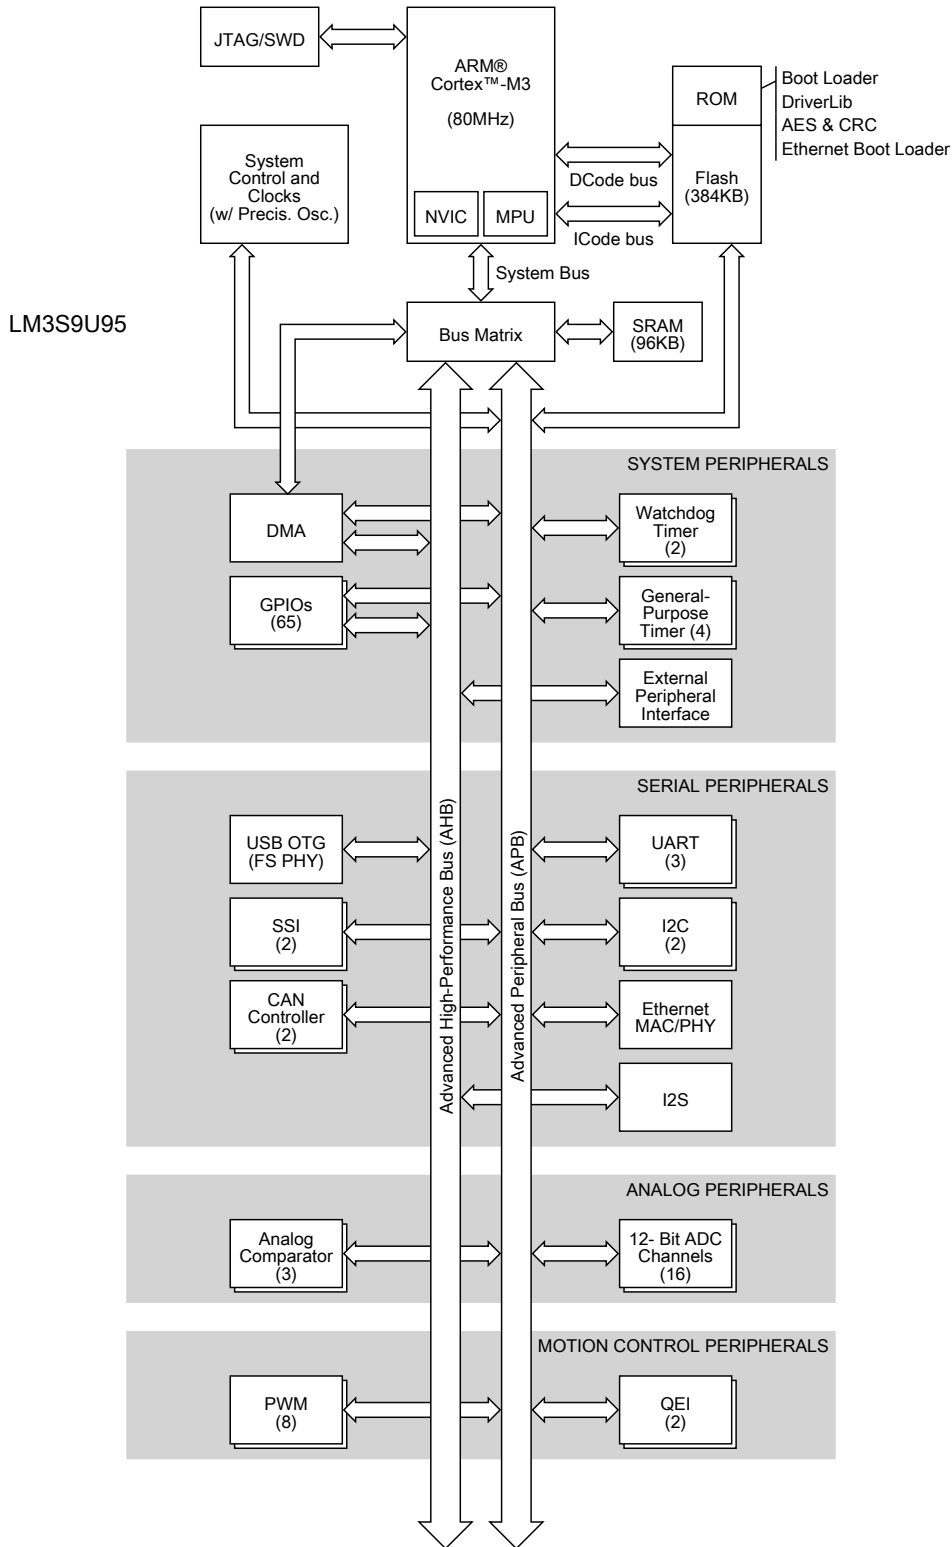 JTAG/SWD
ARM®
Cortex™-M3
(80MHz)
NVIC
MPU
ROM
Flash
(384KB)
Boot Loader
DriverLib
AES & CRC
Ethernet Boot Loader
DCode bus
ICode bus
System
Control and
Clocks
(w/ Precis. Osc.)
System Bus
LM3S9U95
Bus Matrix
SRAM
(96KB)
SYSTEM PERIPHERALS
DMA
Watchdog
Timer
(2)
GPIOs
(65)
General-
Purpose
Timer (4)
External
Peripheral
Interface
SERIAL PERIPHERALS
Advanced High-Performance Bus (AHB)
Advanced Peripheral Bus (APB)
USB OTG
(FS PHY)
UART
(3)
SSI
(2)
I2C
(2)
CAN
Controller
(2)
Ethernet
MAC/PHY
I2S
ANALOG PERIPHERALS
Analog
Comparator
(3)
12- Bit ADC
Channels
(16)
MOTION CONTROL PERIPHERALS
PWM
(8)
QEI
(2)